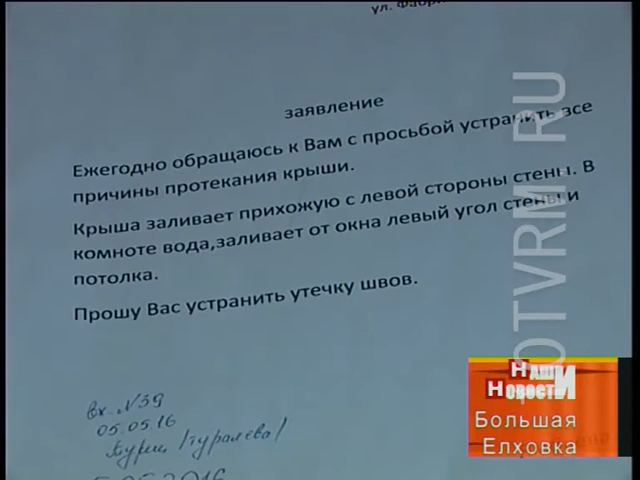 ул.
заявление
Ежегодно обращаюсь к Вам с просьбой устранить все
причины протекания крыши.
Крыша заливает прихожую с левой стороны стены. В
комноте вода,заливает от окна левый угол стены и
потолка.
Прошу Вас устранить утечку швов.
вх. N39
05.05.16
OTVRM.RU
Наши
Новости
Большая
Елховка